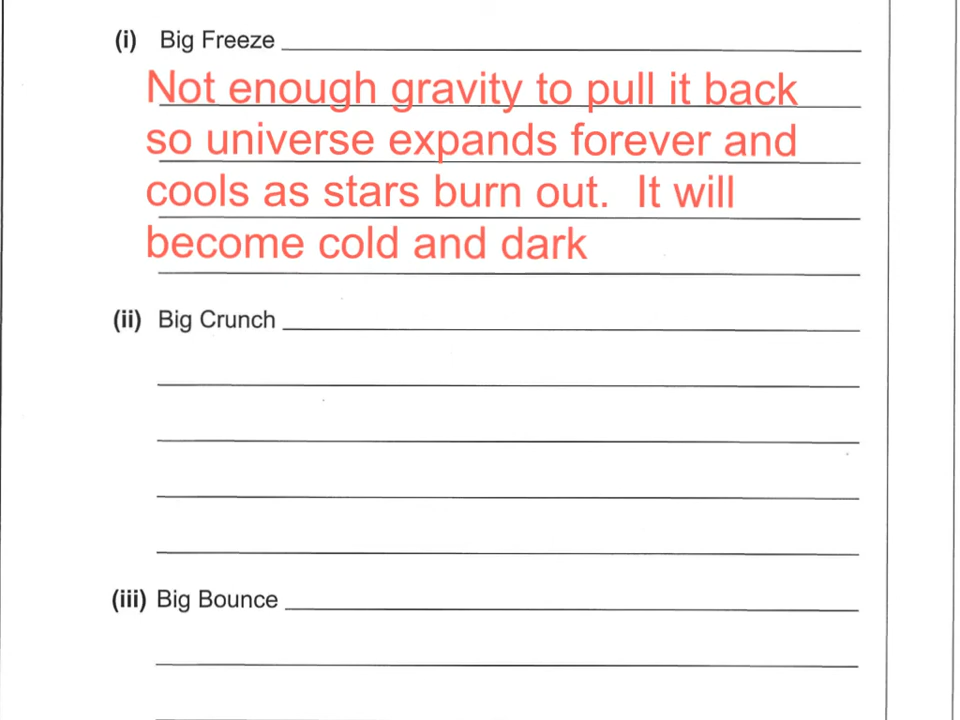 (i) Big Freeze
Not enough gravity to pull it back
so universe expands forever and
cools as stars burn out. It will
become cold and dark
(ii) Big Crunch
(iii) Big Bounce